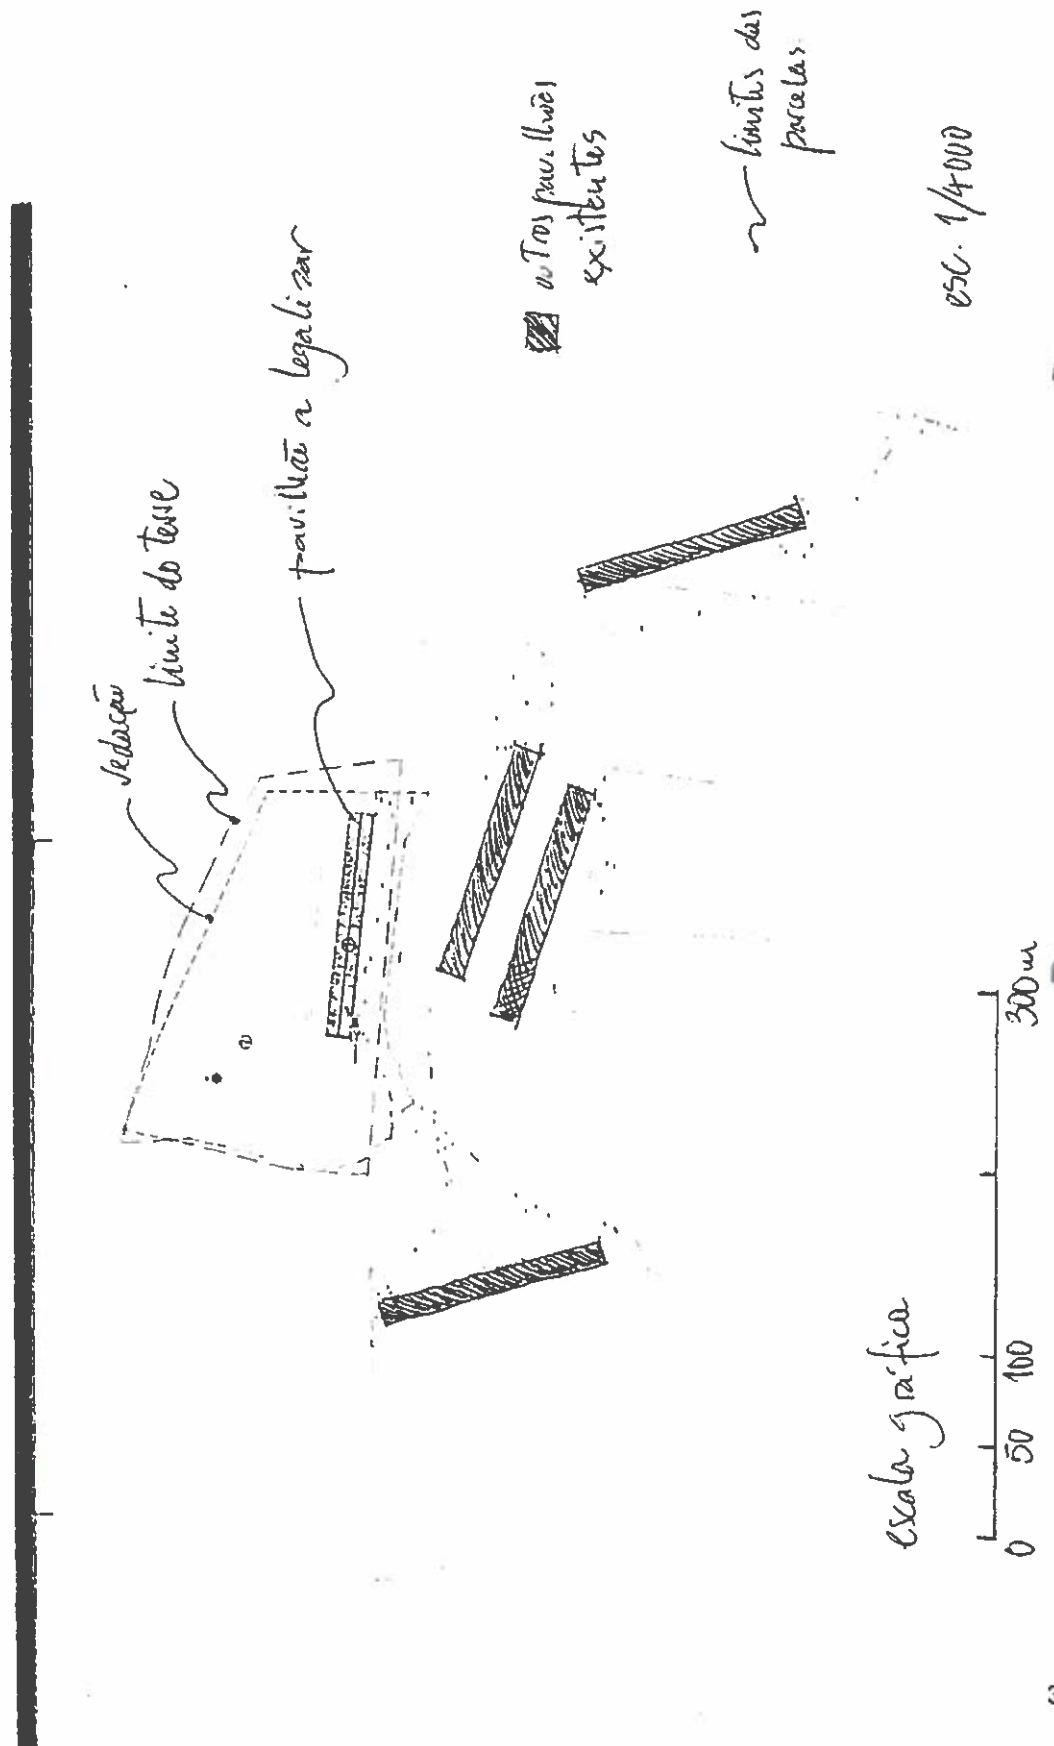 vedação
limite do terre
pavilhão a legalizar
outros pavilhões
existentes
limites das
parcelas.
esc. 1/4000
escala gráfica
0 50 100 300m